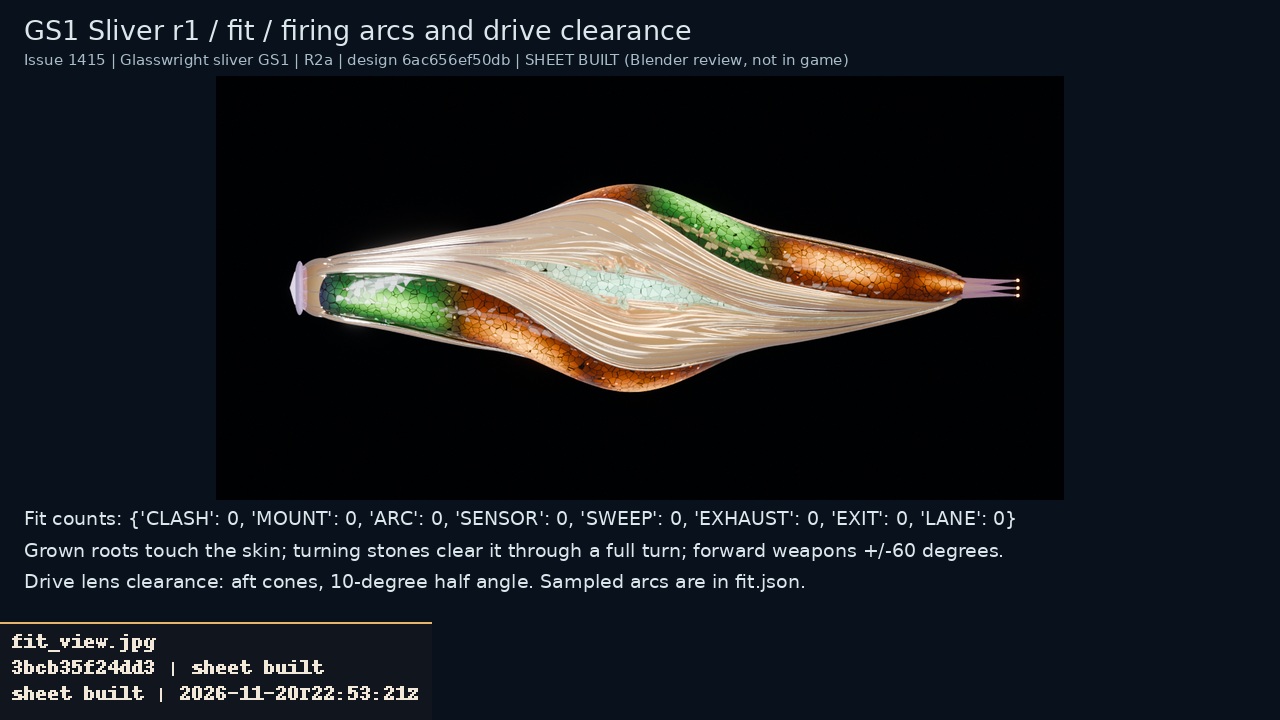 GS1 Sliver r1 / fit / firing arcs and drive clearance
Issue 1415 | Glasswright sliver GS1 | R2a | design 6ac656ef50db | SHEET BUILT (Blender review, not in game)
Fit counts: {'CLASH': 0, 'MOUNT': 0, 'ARC': 0, 'SENSOR': 0, 'SWEEP': 0, 'EXHAUST': 0, 'EXIT': 0, 'LANE': 0}
Grown roots touch the skin; turning stones clear it through a full turn; forward weapons +/-60 degrees.
Drive lens clearance: aft cones, 10-degree half angle. Sampled arcs are in fit.json.
fit_view.jpg
3bcb35f24dd3 | sheet built
sheet built | 2026-11-20T22:53:21Z